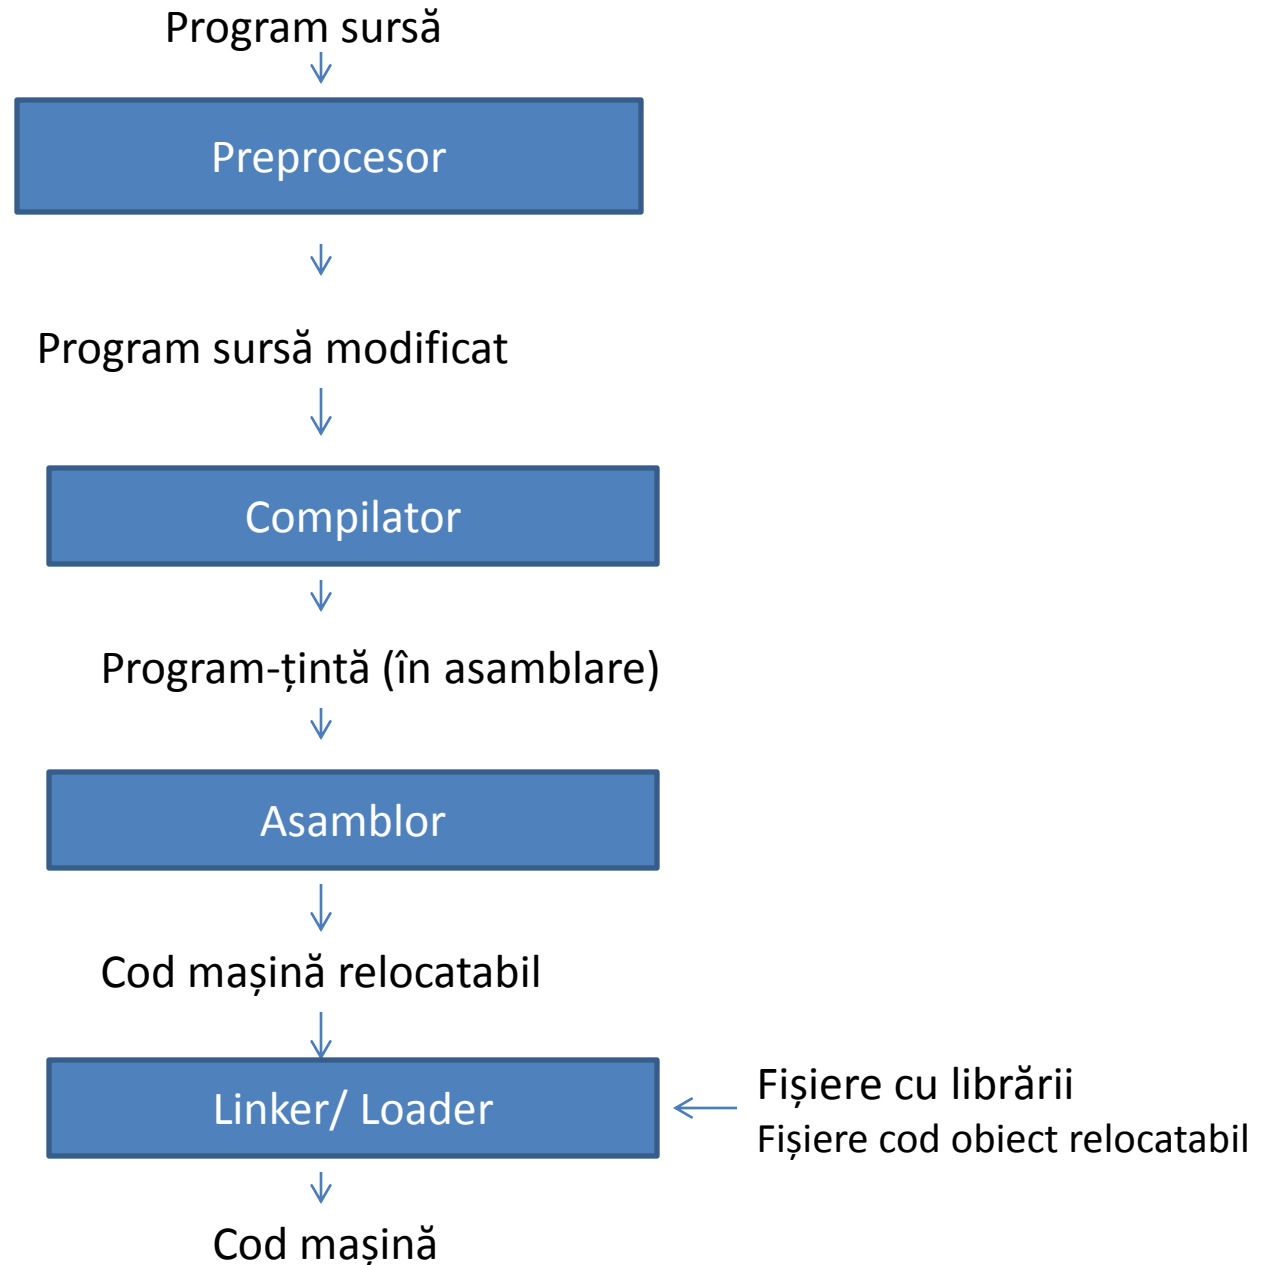 Program sursă
Preprocesor
Program sursă modificat
Compilator
Program-țintă (în asamblare)
Asamblor
Cod mașină relocatabil
Linker/ Loader
Fișiere cu librării
Fișiere cod obiect relocatabil
Cod mașină